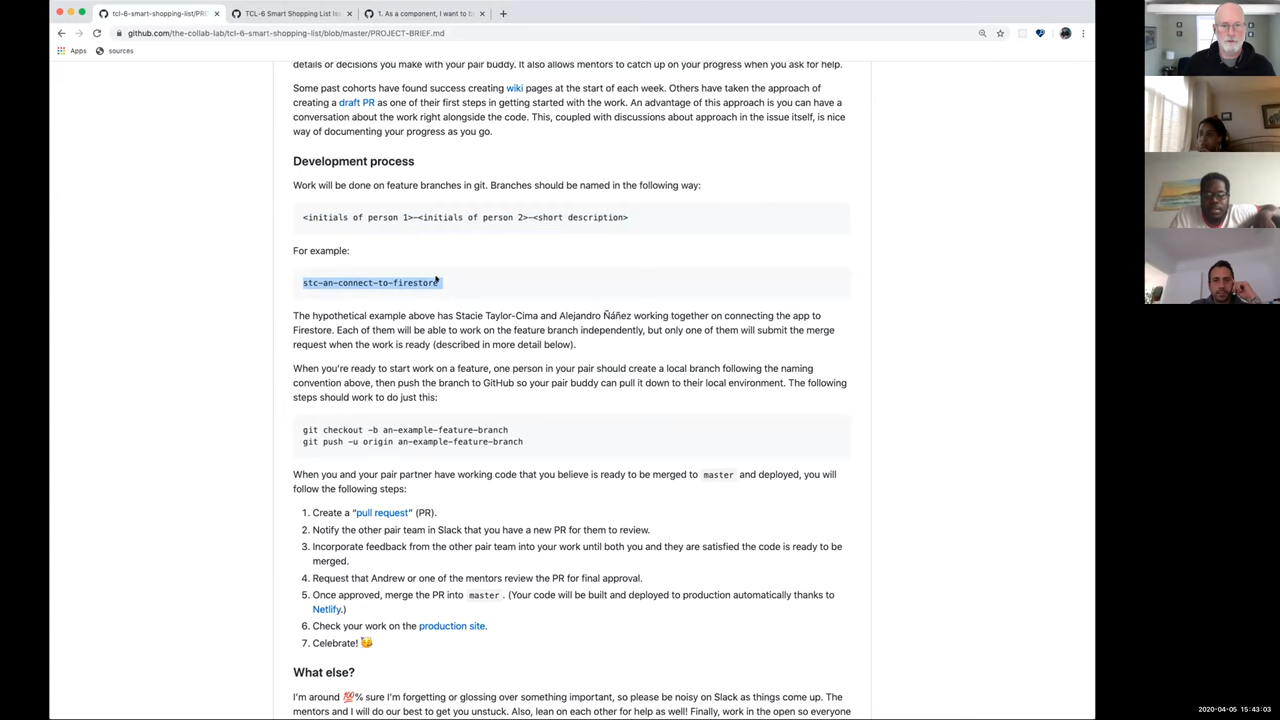 tcl-6-smart-shopping-list/PRO
TCL-6 Smart Shopping List Iss
1. As a component, I want to b
github.com/the-collab-lab/tcl-6-smart-shopping-list/blob/master/PROJECT-BRIEF.md
Apps sources
details or decisions you make with your pair buddy. It also allows mentors to catch up on your progress when you ask for help.
Some past cohorts have found success creating wiki pages at the start of each week. Others have taken the approach of
creating a draft PR as one of their first steps in getting started with the work. An advantage of this approach is you can have a
conversation about the work right alongside the code. This, coupled with discussions about approach in the issue itself, is nice
way of documenting your progress as you go.
Development process
Work will be done on feature branches in git. Branches should be named in the following way:
<initials of person 1>-<initials of person 2>-<short description>
For example:
stc-an-connect-to-firestore
The hypothetical example above has Stacie Taylor-Cima and Alejandro Ñáñez working together on connecting the app to
Firestore. Each of them will be able to work on the feature branch independently, but only one of them will submit the merge
request when the work is ready (described in more detail below).
When you're ready to start work on a feature, one person in your pair should create a local branch following the naming
convention above, then push the branch to GitHub so your pair buddy can pull it down to their local environment. The following
steps should work to do just this:
git checkout -b an-example-feature-branch
git push -u origin an-example-feature-branch
When you and your pair partner have working code that you believe is ready to be merged to master and deployed, you will
follow the following steps:
1. Create a “pull request” (PR).
2. Notify the other pair team in Slack that you have a new PR for them to review.
3. Incorporate feedback from the other pair team into your work until both you and they are satisfied the code is ready to be
merged.
4. Request that Andrew or one of the mentors review the PR for final approval.
5. Once approved, merge the PR into master. (Your code will be built and deployed to production automatically thanks to
Netlify.)
6. Check your work on the production site.
7. Celebrate! 🥳
What else?
I'm around 💯% sure I'm forgetting or glossing over something important, so please be noisy on Slack as things come up. The
mentors and I will do our best to get you unstuck. Also, lean on each other for help as well! Finally, work in the open so everyone
2020-04-05 15:43:03